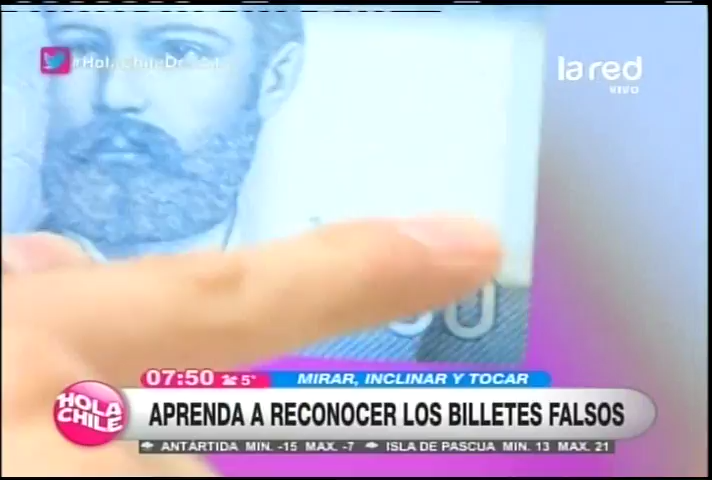 la red
VIVO
07:50 5°
MIRAR, INCLINAR Y TOCAR
HOLA CHILE
APRENDA A RECONOCER LOS BILLETES FALSOS
ANTÁRTIDA MIN. -15 MAX. -7 ISLA DE PASCUA MIN. 13 MAX. 21